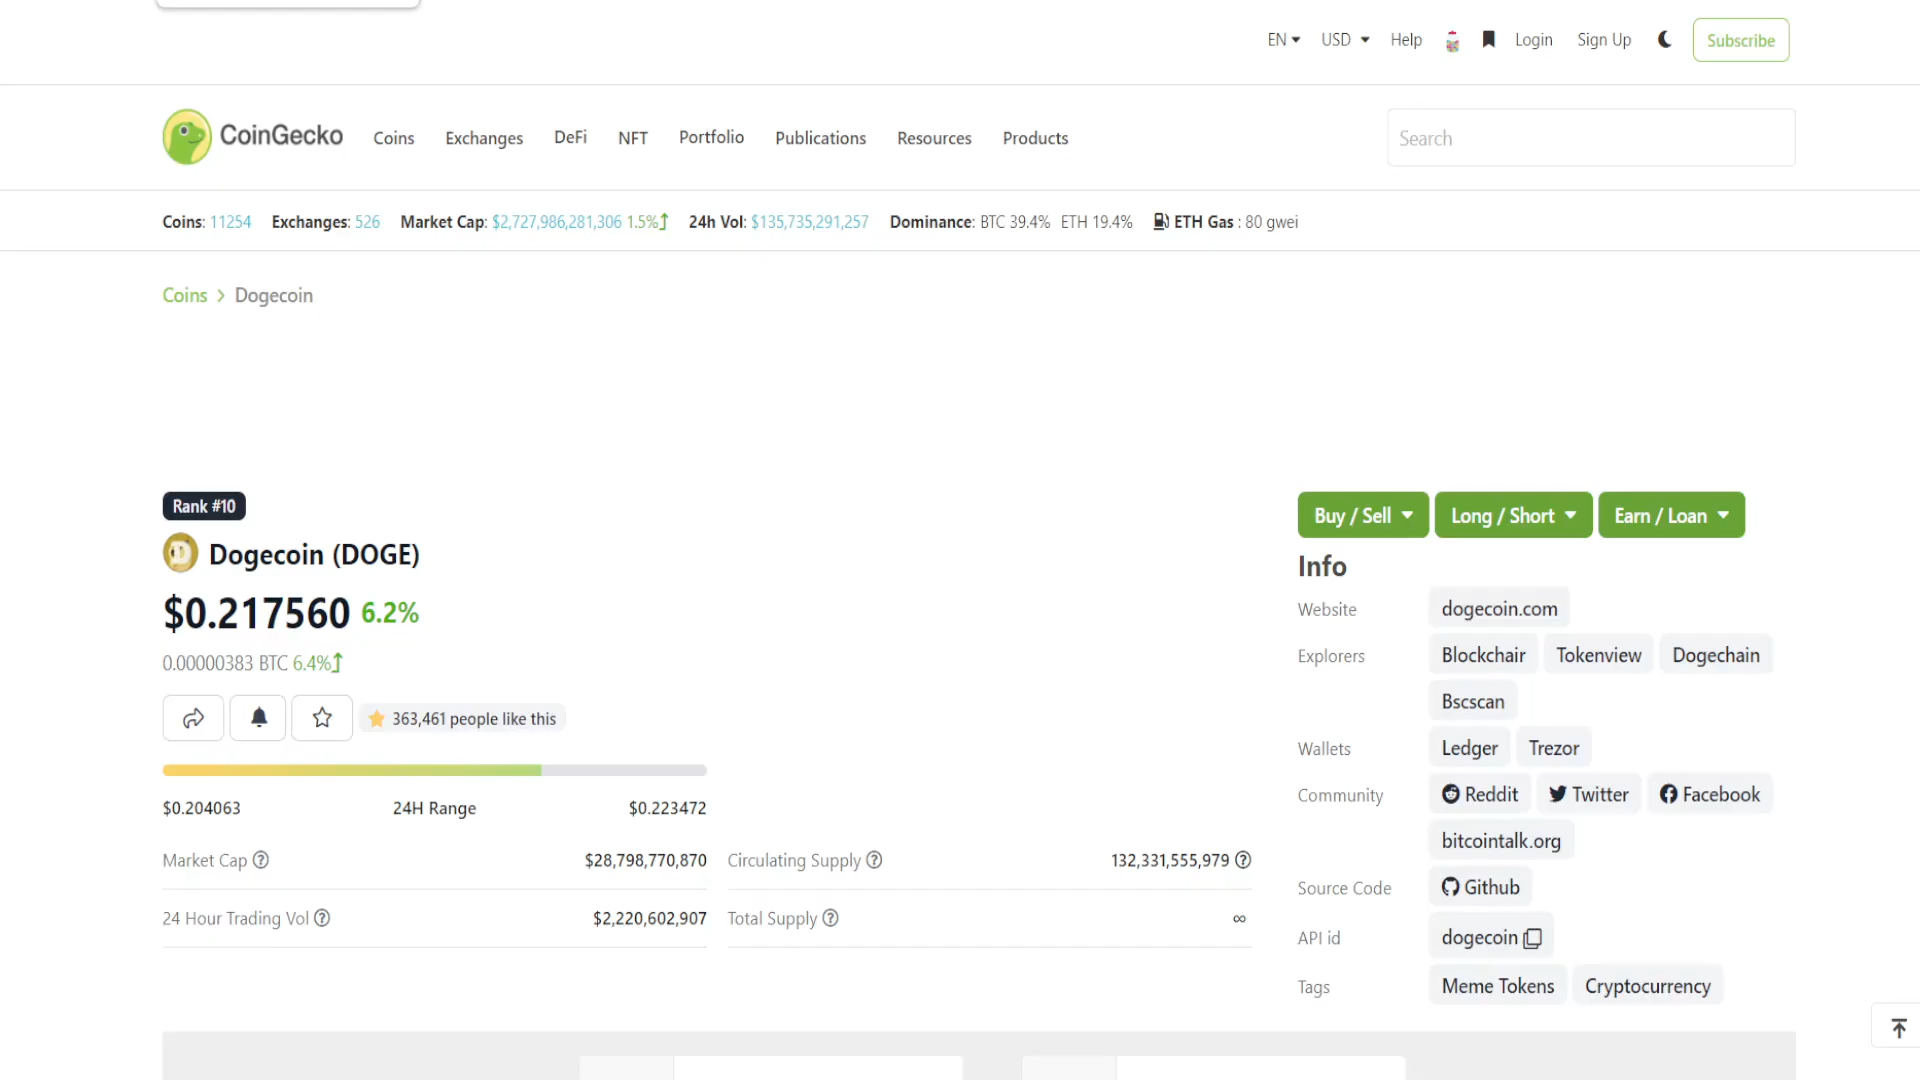 EN USD Help Login Sign Up Subscribe
CoinGecko Coins Exchanges DeFi NFT Portfolio Publications Resources Products Search
Coins: 11254 Exchanges: 526 Market Cap: $2,727,986,281,306 1.5% 24h Vol: $135,735,291,257 Dominance: BTC 39.4% ETH 19.4% ETH Gas : 80 gwei
Coins > Dogecoin
Rank #10
Dogecoin (DOGE)
$0.217560 6.2%
0.00000383 BTC 6.4%
363,461 people like this
$0.204063 24H Range $0.223472
Market Cap $28,798,770,870
Circulating Supply 132,331,555,979
24 Hour Trading Vol $2,220,602,907
Total Supply ∞
Buy / Sell Long / Short Earn / Loan
Info
Website dogecoin.com
Explorers Blockchair Tokenview Dogechain
Bscscan
Wallets Ledger Trezor
Community Reddit Twitter Facebook
bitcointalk.org
Source Code Github
API id dogecoin
Tags Meme Tokens Cryptocurrency